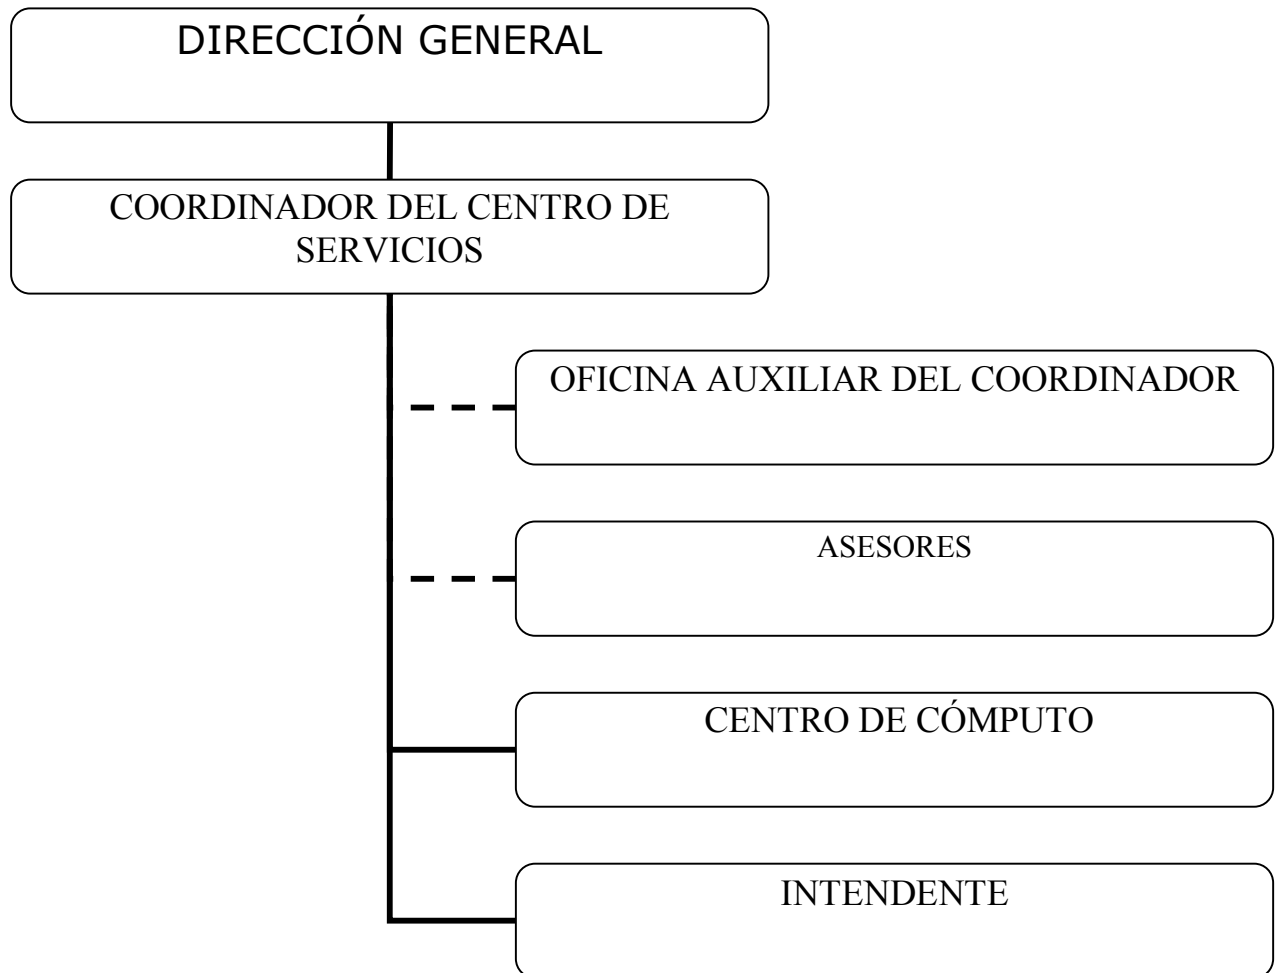 DIRECCIÓN GENERAL
COORDINADOR DEL CENTRO DE
SERVICIOS
OFICINA AUXILIAR DEL COORDINADOR
ASESORES
CENTRO DE CÓMPUTO
INTENDENTE